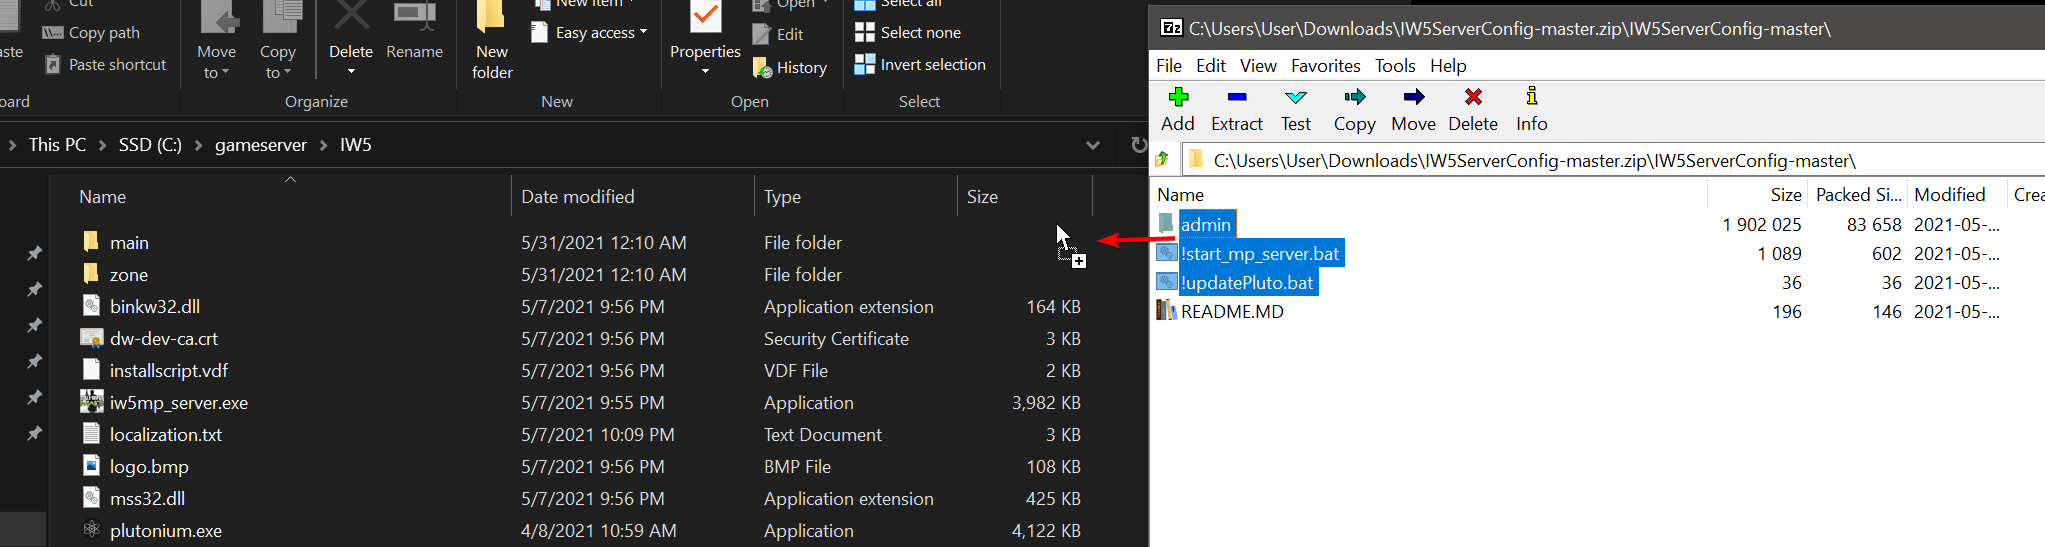 Cut
Copy path
Paste shortcut
Move
to
Copy
to
Delete
Rename
Organize
New item
Easy access
New
folder
New
Properties
Open
Edit
History
Open
Select all
Select none
Invert selection
Select
This PC > SSD (C:) > gameserver > IW5
Name Date modified Type Size
main 5/31/2021 12:10 AM File folder
zone 5/31/2021 12:10 AM File folder
binkw32.dll 5/7/2021 9:56 PM Application extension 164 KB
dw-dev-ca.crt 5/7/2021 9:56 PM Security Certificate 3 KB
installscript.vdf 5/7/2021 9:56 PM VDF File 2 KB
iw5mp_server.exe 5/7/2021 9:55 PM Application 3,982 KB
localization.txt 5/7/2021 10:09 PM Text Document 3 KB
logo.bmp 5/7/2021 9:56 PM BMP File 108 KB
mss32.dll 5/7/2021 9:56 PM Application extension 425 KB
plutonium.exe 4/8/2021 10:59 AM Application 4,122 KB
7z C:\Users\User\Downloads\IW5ServerConfig-master.zip\IW5ServerConfig-master\
File Edit View Favorites Tools Help
Add Extract Test Copy Move Delete Info
C:\Users\User\Downloads\IW5ServerConfig-master.zip\IW5ServerConfig-master\
Name Size Packed Si... Modified Crea
admin 1 902 025 83 658 2021-05-...
!start_mp_server.bat 1 089 602 2021-05-...
!updatePluto.bat 36 36 2021-05-...
README.MD 196 146 2021-05-...